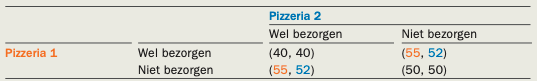 Pizzeria 2
Wel bezorgen Niet bezorgen
Pizzeria 1 Wel bezorgen (40, 40) (55, 52)
Niet bezorgen (55, 52) (50, 50)